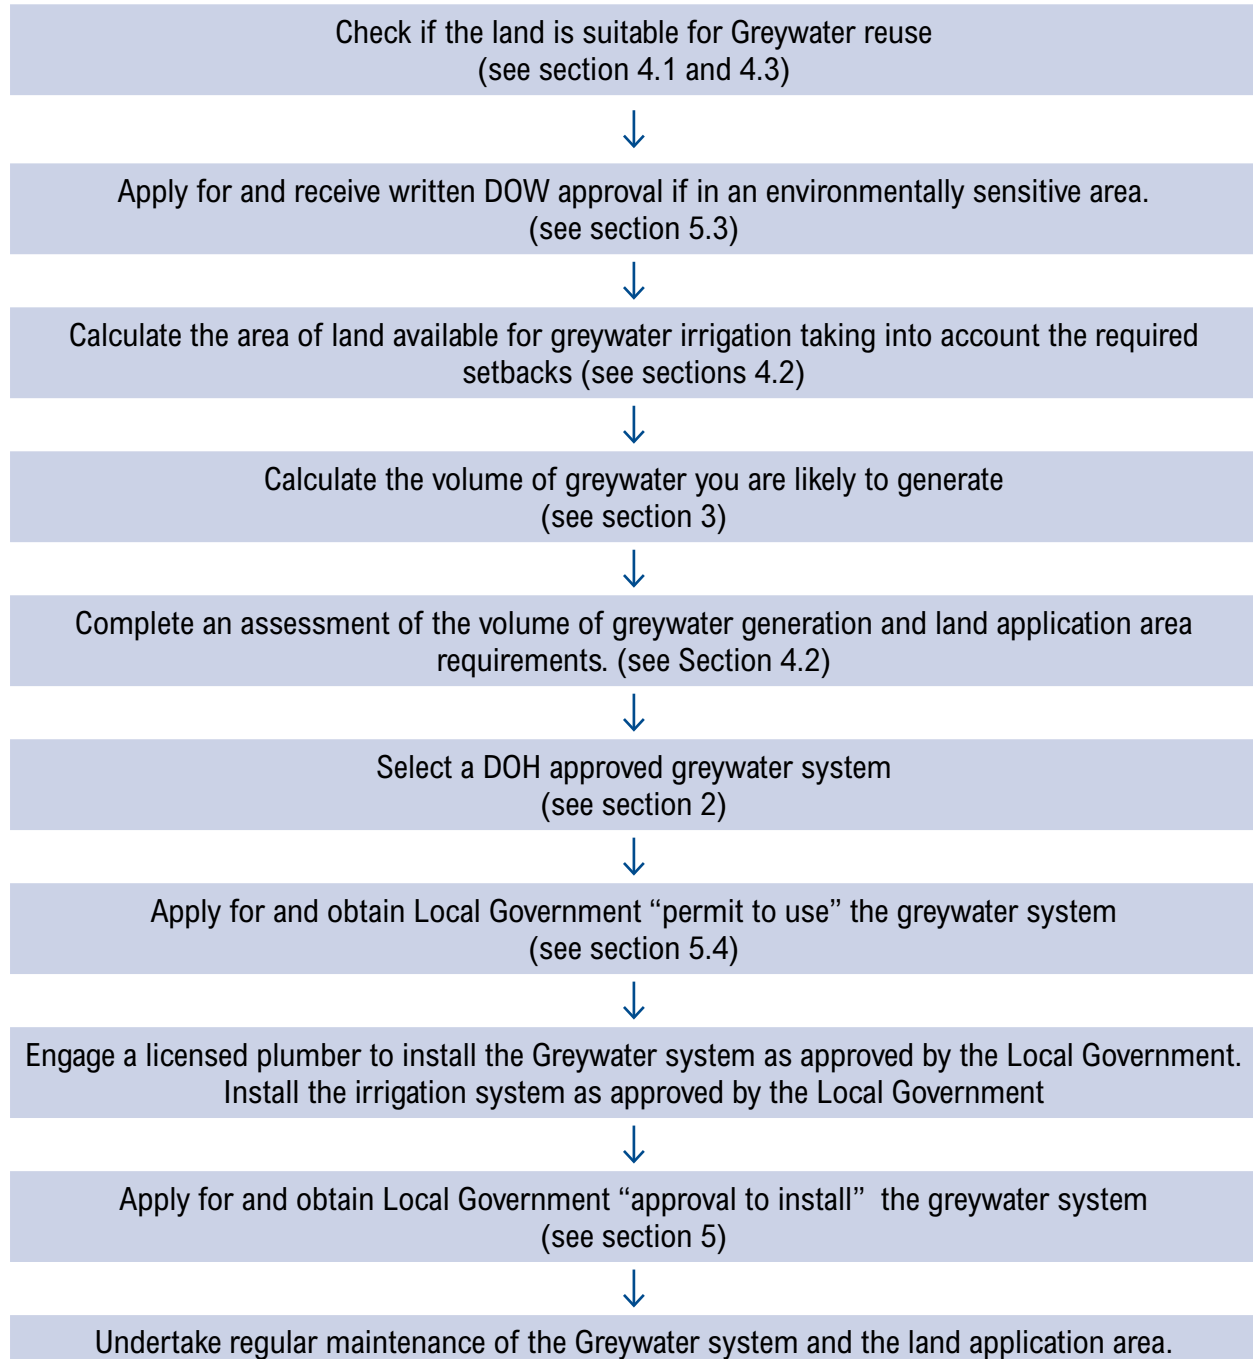 Check if the land is suitable for Greywater reuse
(see section 4.1 and 4.3)
Apply for and receive written DOW approval if in an environmentally sensitive area.
(see section 5.3)
Calculate the area of land available for greywater irrigation taking into account the required
setbacks (see sections 4.2)
Calculate the volume of greywater you are likely to generate
(see section 3)
Complete an assessment of the volume of greywater generation and land application area
requirements. (see Section 4.2)
Select a DOH approved greywater system
(see section 2)
Apply for and obtain Local Government “permit to use” the greywater system
(see section 5.4)
Engage a licensed plumber to install the Greywater system as approved by the Local Government.
Install the irrigation system as approved by the Local Government
Apply for and obtain Local Government “approval to install” the greywater system
(see section 5)
Undertake regular maintenance of the Greywater system and the land application area.